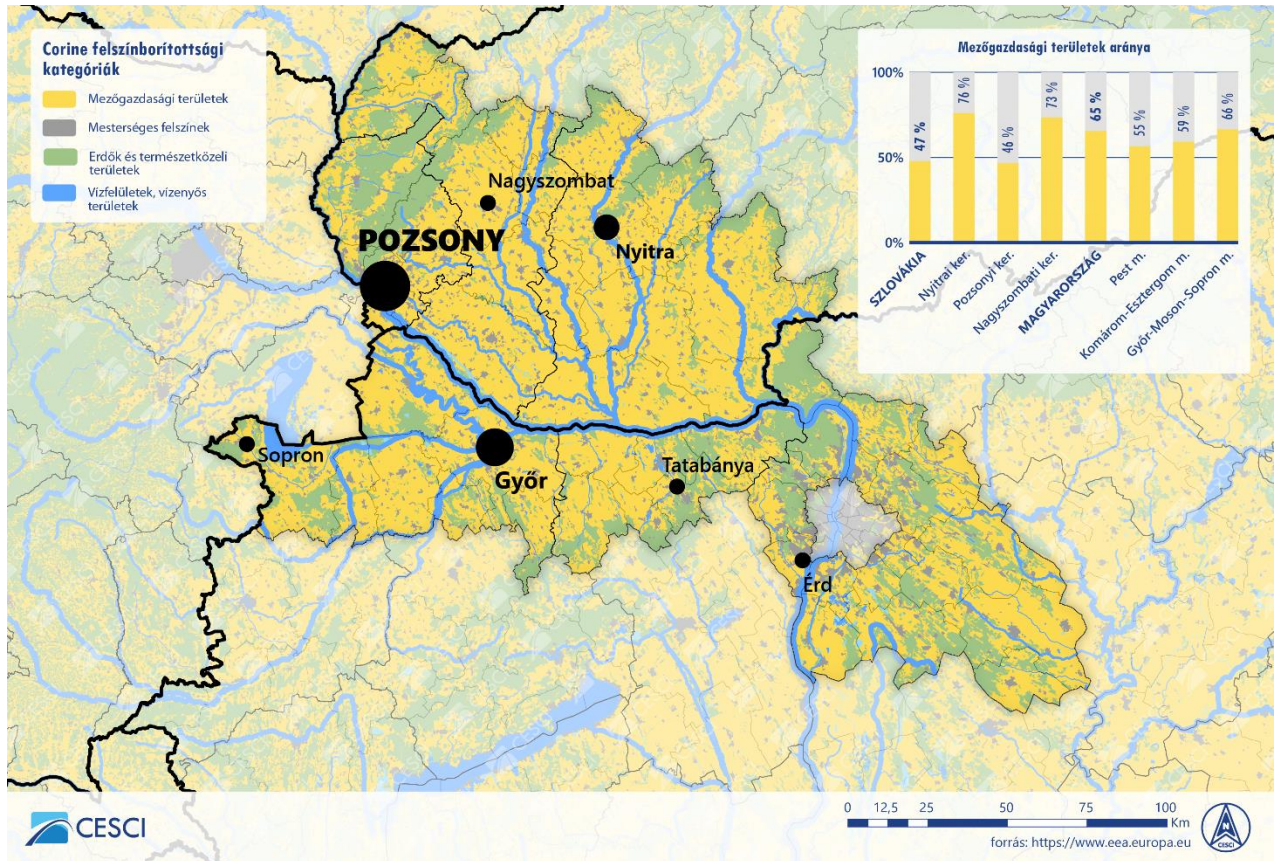 Corine felszínborítottsági
kategóriák
Mezőgazdasági területek
Mesterséges felszínek
Erdők és természetközeli
területek
Vízfelületek, vizenyős
területek
Mezőgazdasági területek aránya
100%
50%
0%
47 %
76 %
46 %
73 %
65 %
55 %
59 %
66 %
SZLOVÁKIA
Nyitrai ker.
Pozsonyi ker.
Nagyszombati ker.
MAGYARORSZÁG
Pest m.
Komárom-Esztergom m.
Győr-Moson-Sopron m.
Nagyszombat
POZSONY
Nyitra
Sopron
Győr
Tatabánya
Érd
CESCI
0 12,5 25 50 75 100
Km
forrás: https://www.eea.europa.eu
N
CESCI